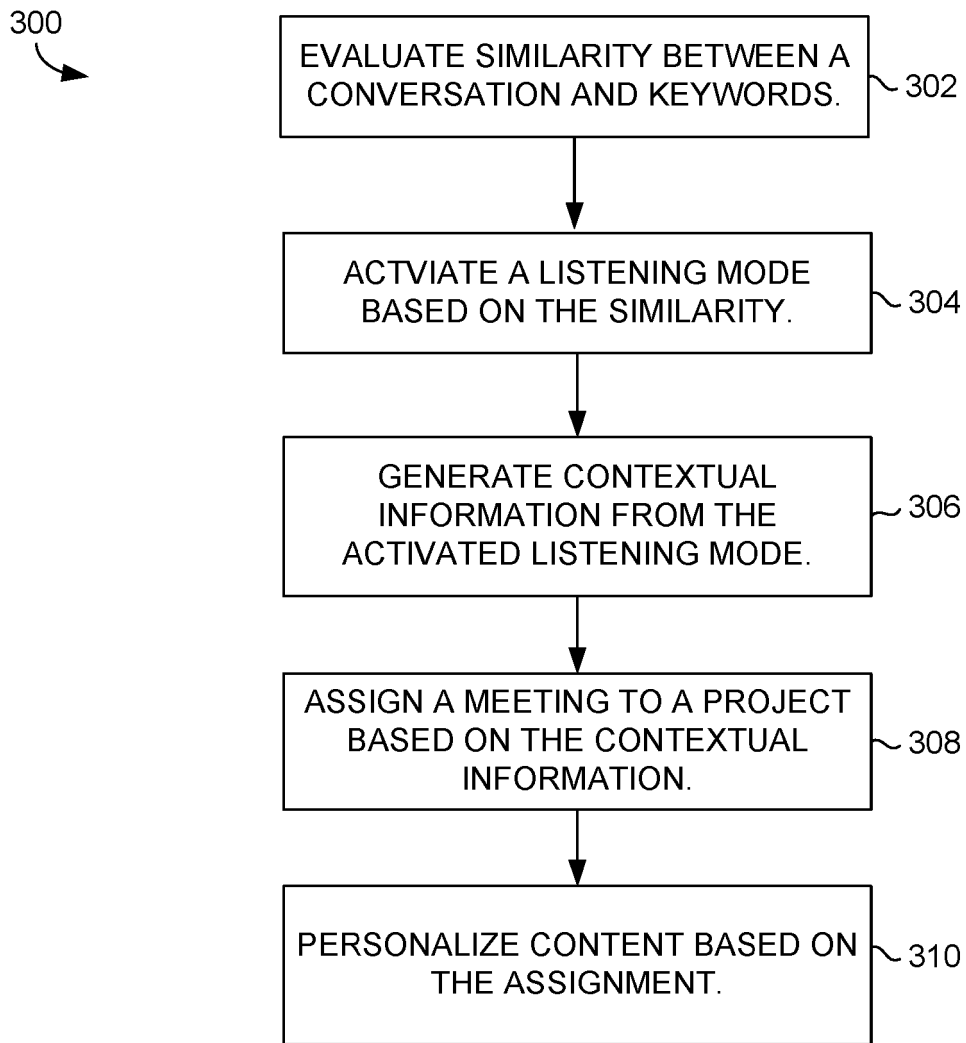 300
EVALUATE SIMILARITY BETWEEN A
CONVERSATION AND KEYWORDS.
302
ACTVIATE A LISTENING MODE
BASED ON THE SIMILARITY.
304
GENERATE CONTEXTUAL
INFORMATION FROM THE
ACTIVATED LISTENING MODE.
306
ASSIGN A MEETING TO A PROJECT
BASED ON THE CONTEXTUAL
INFORMATION.
308
PERSONALIZE CONTENT BASED ON
THE ASSIGNMENT.
310